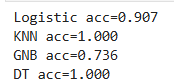 Logistic acc=0.907
KNN acc=1.000
GNB acc=0.736
DT acc=1.000